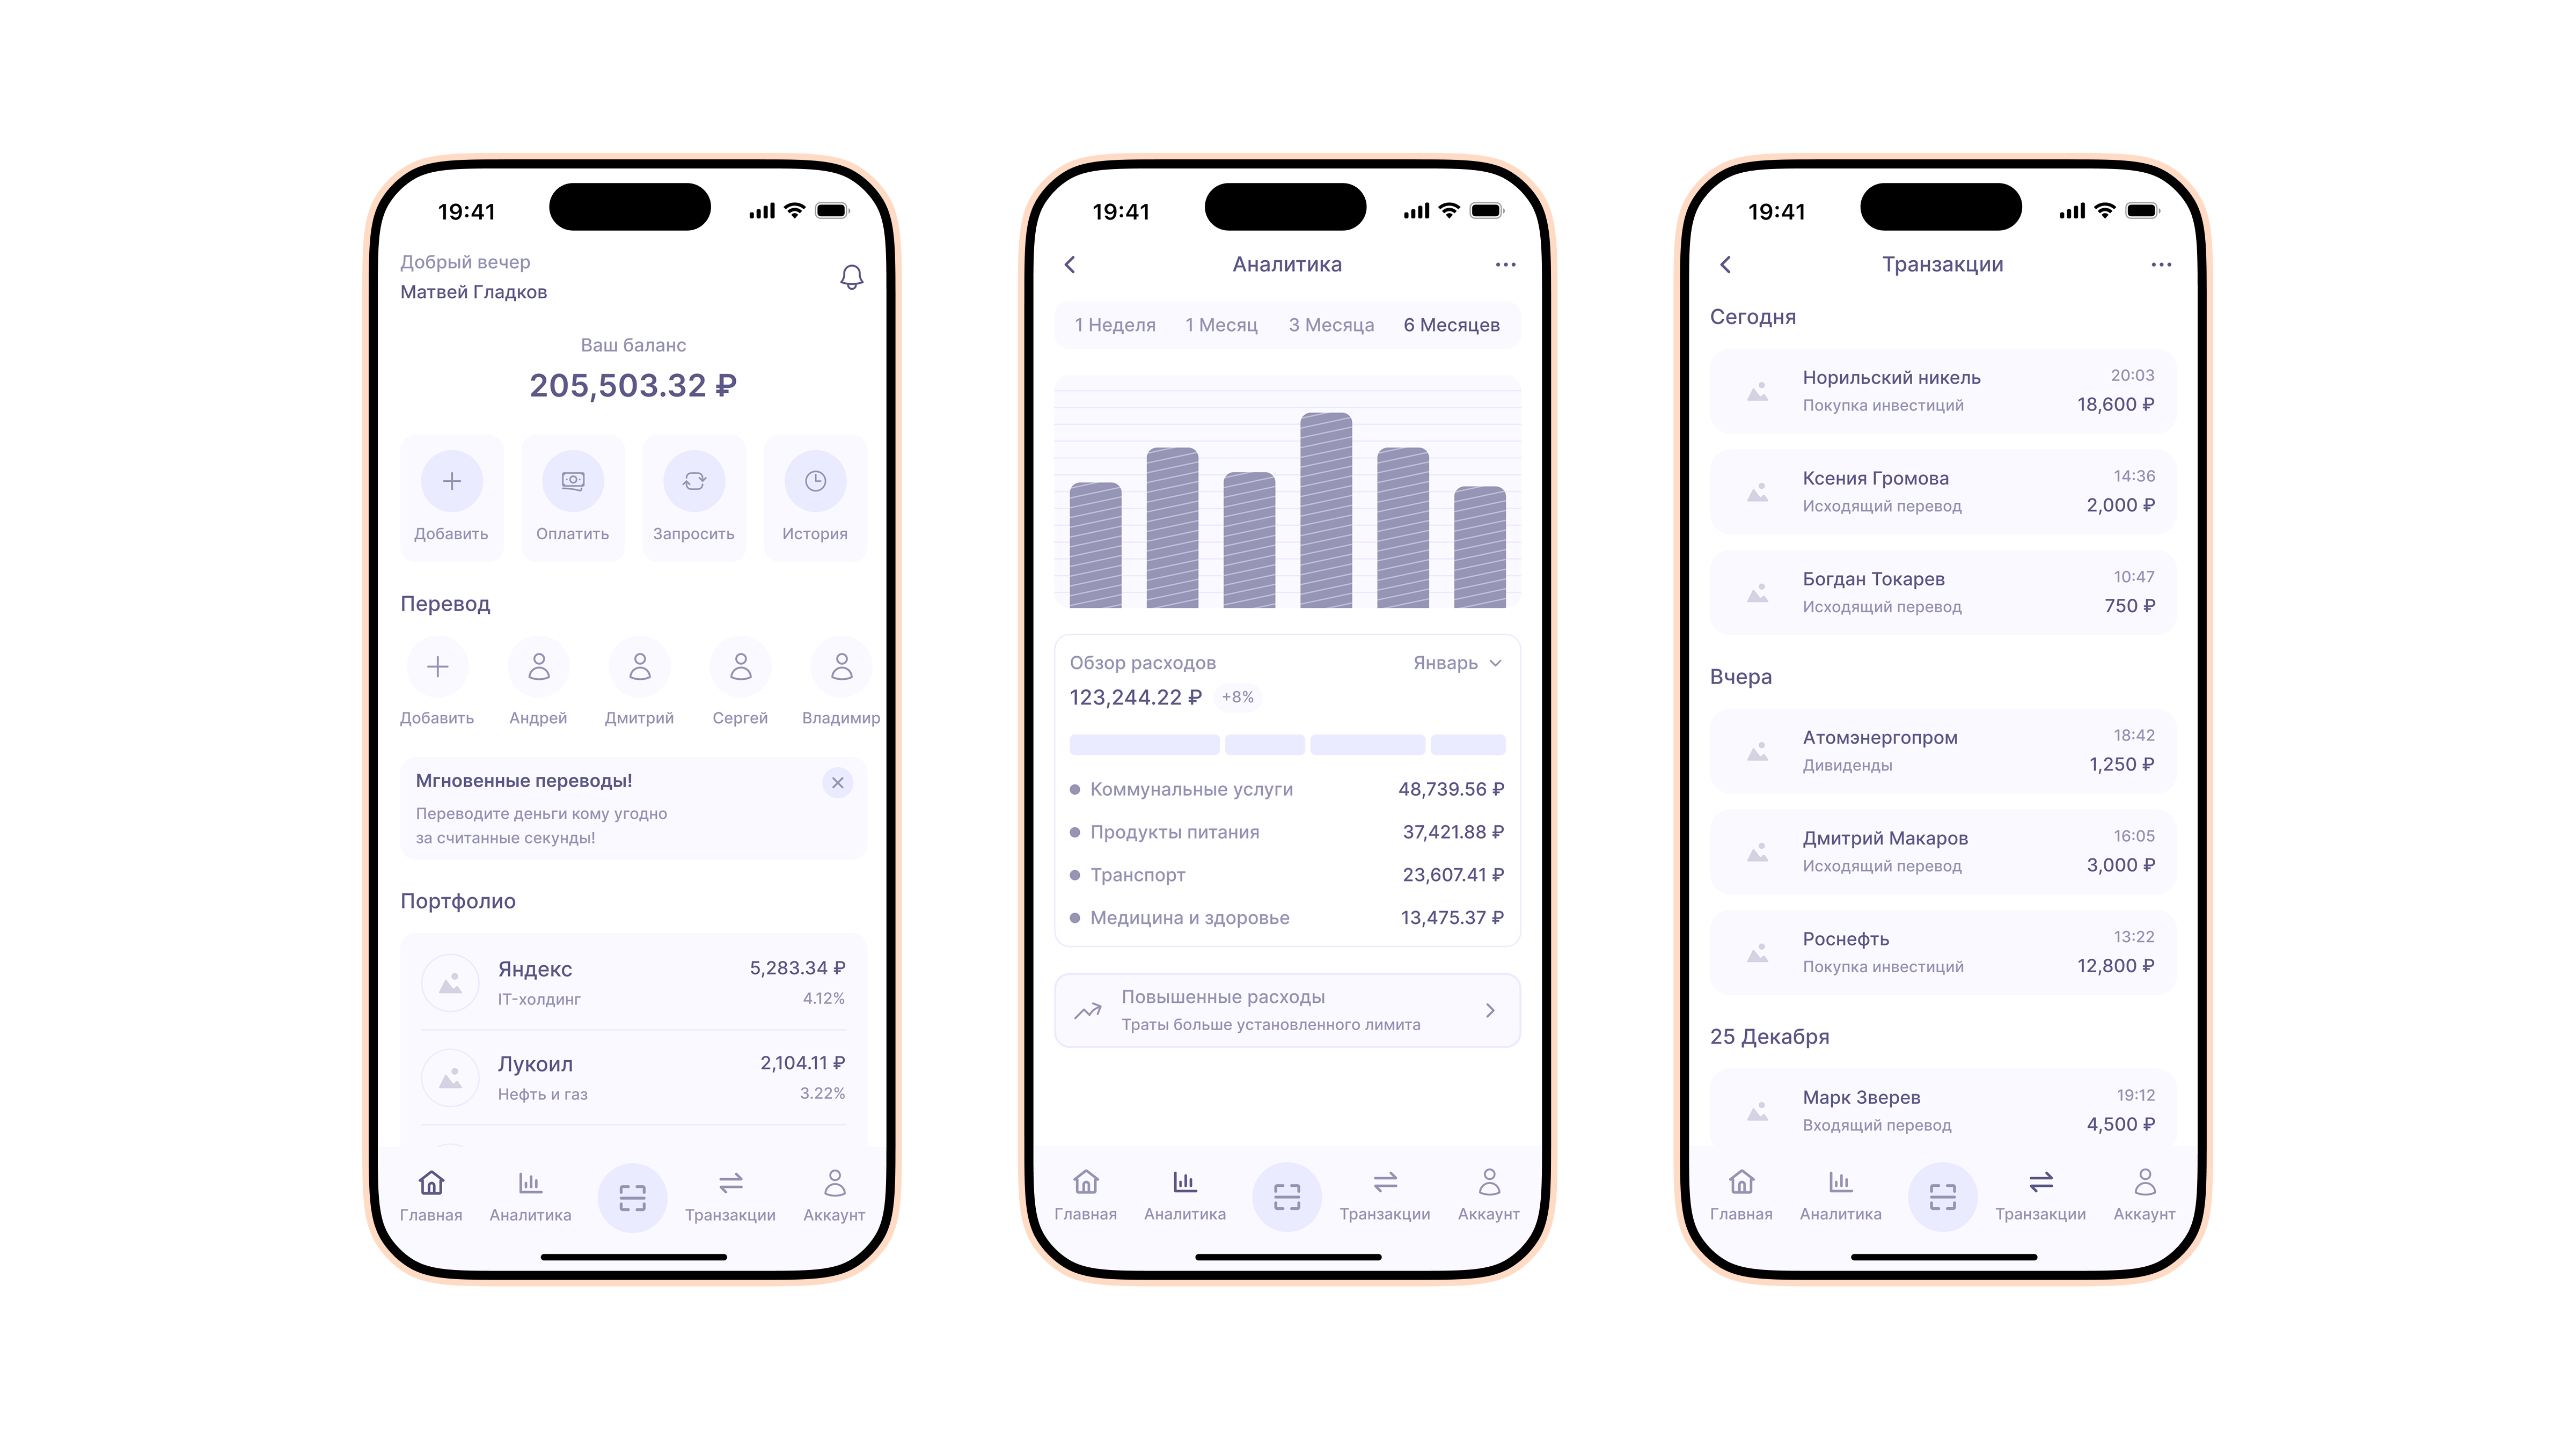 19:41
Добрый вечер
Матвей Гладков
Ваш баланс
205,503.32 ₽
Добавить Оплатить Запросить История
Перевод
Добавить Андрей Дмитрий Сергей Владимир
Мгновенные переводы!
Переводите деньги кому угодно
за считанные секунды!
Портфолио
Яндекс 5,283.34 ₽
IT-холдинг 4.12%
Лукоил 2,104.11 ₽
Нефть и газ 3.22%
Главная Аналитика Транзакции Аккаунт
19:41
Аналитика
1 Неделя 1 Месяц 3 Месяца 6 Месяцев
Обзор расходов Январь
123,244.22 ₽ +8%
Коммунальные услуги 48,739.56 ₽
Продукты питания 37,421.88 ₽
Транспорт 23,607.41 ₽
Медицина и здоровье 13,475.37 ₽
Повышенные расходы
Траты больше установленного лимита
Главная Аналитика Транзакции Аккаунт
19:41
Транзакции
Сегодня
Норильский никель 20:03
Покупка инвестиций 18,600 ₽
Ксения Громова 14:36
Исходящий перевод 2,000 ₽
Богдан Токарев 10:47
Исходящий перевод 750 ₽
Вчера
Атомэнергопром 18:42
Дивиденды 1,250 ₽
Дмитрий Макаров 16:05
Исходящий перевод 3,000 ₽
Роснефть 13:22
Покупка инвестиций 12,800 ₽
25 Декабря
Марк Зверев 19:12
Входящий перевод 4,500 ₽
Главная Аналитика Транзакции Аккаунт